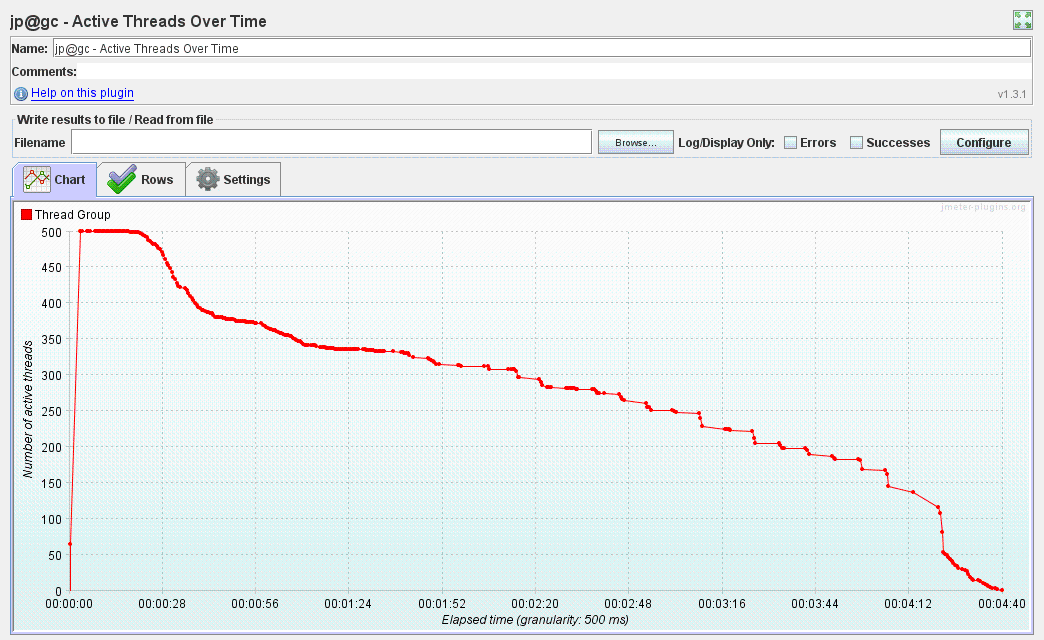 jp@gc - Active Threads Over Time
Name: jp@gc - Active Threads Over Time
Comments:
Help on this plugin
v1.3.1
Write results to file / Read from file
Filename Browse... Log/Display Only: Errors Successes Configure
Chart Rows Settings
Thread Group
jmeter-plugins.org
500
450
400
350
300
250
200
150
100
50
0
Number of active threads
00:00:00 00:00:28 00:00:56 00:01:24 00:01:52 00:02:20 00:02:48 00:03:16 00:03:44 00:04:12 00:04:40
Elapsed time (granularity: 500 ms)